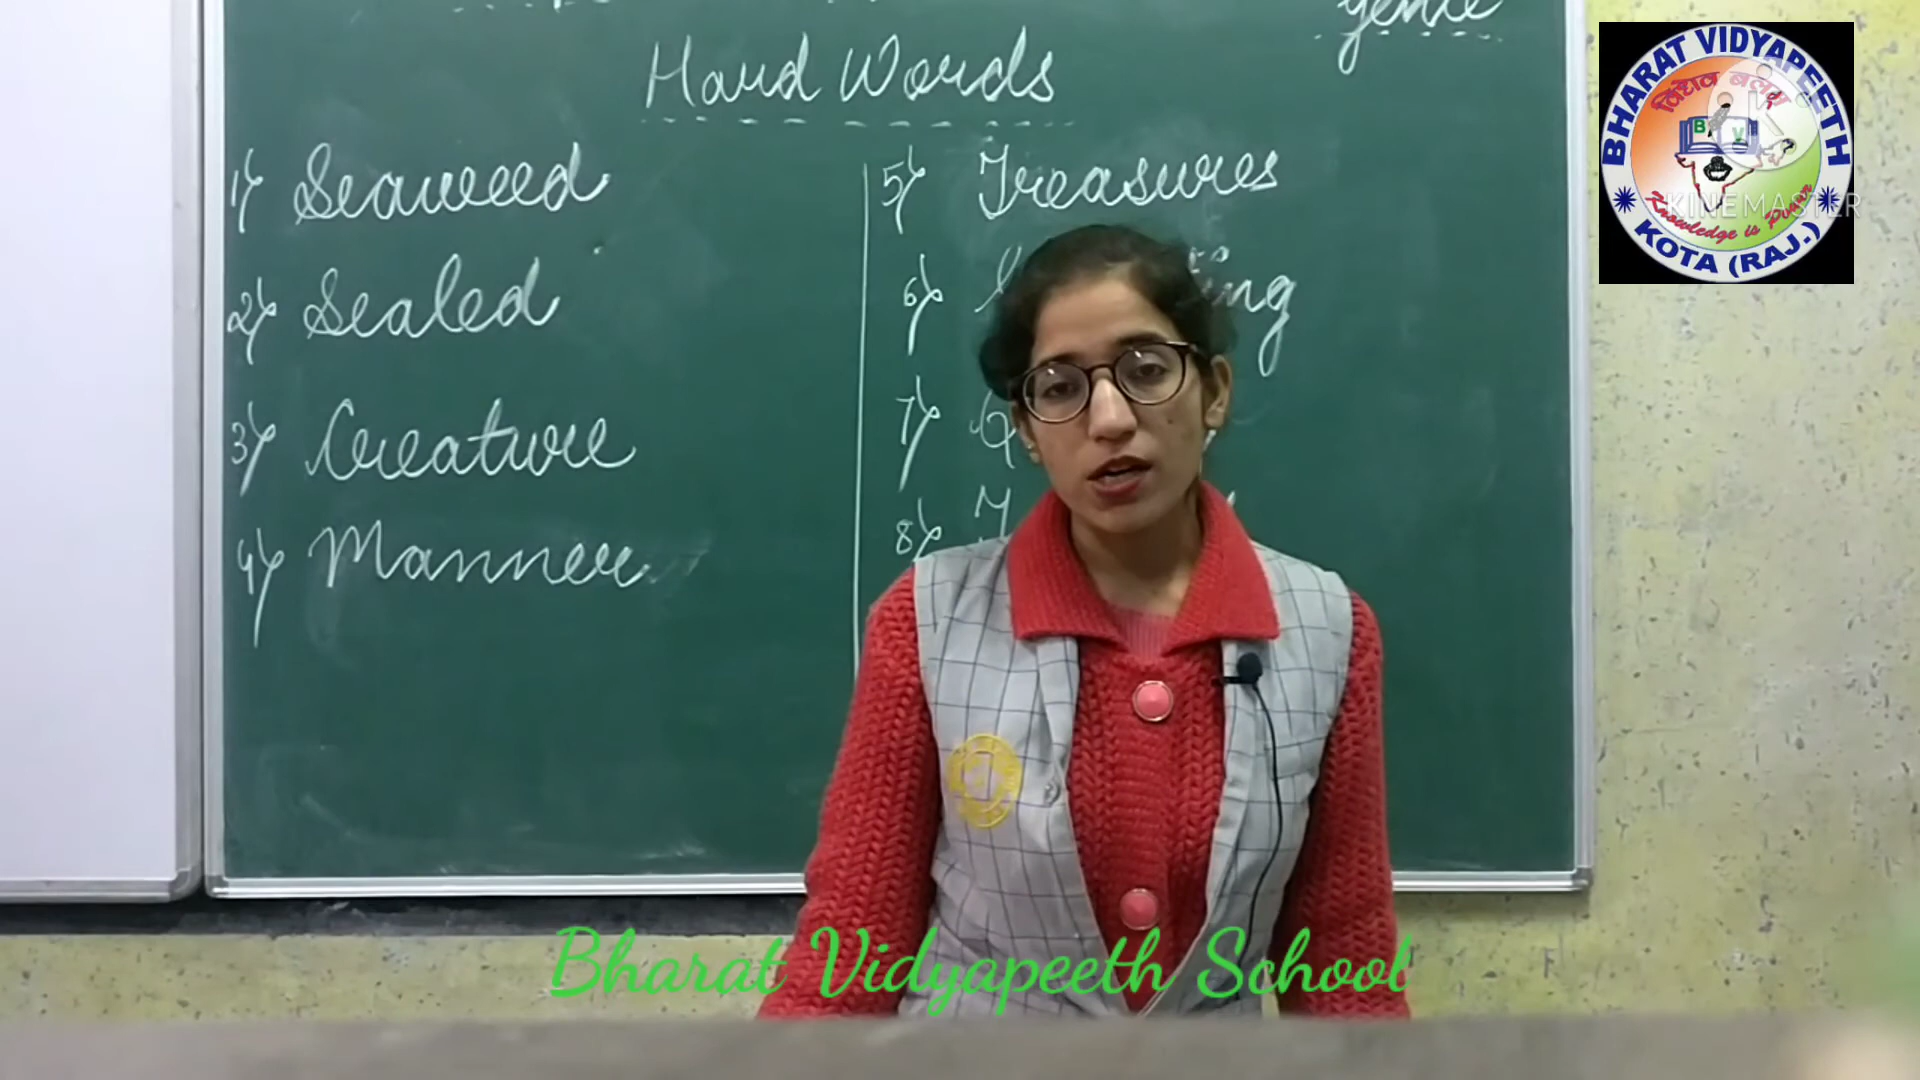 genie
Hard Words
1) Seaweed
2) Sealed
3) Creature
4) Manner
5) Treasures
6)
7)
8)
BHARAT VIDYAPEETH
B V
Knowledge is Power
KOTA (RAJ.)
KINEMASTER
Bharat Vidyapeeth School